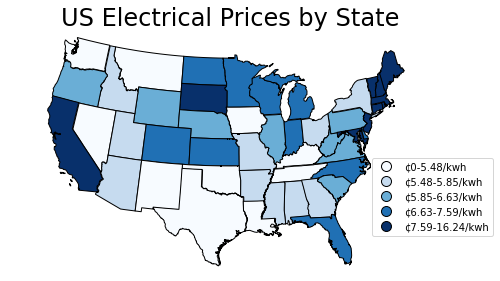 US Electrical Prices by State
¢0-5.48/kwh
¢5.48-5.85/kwh
¢5.85-6.63/kwh
¢6.63-7.59/kwh
¢7.59-16.24/kwh